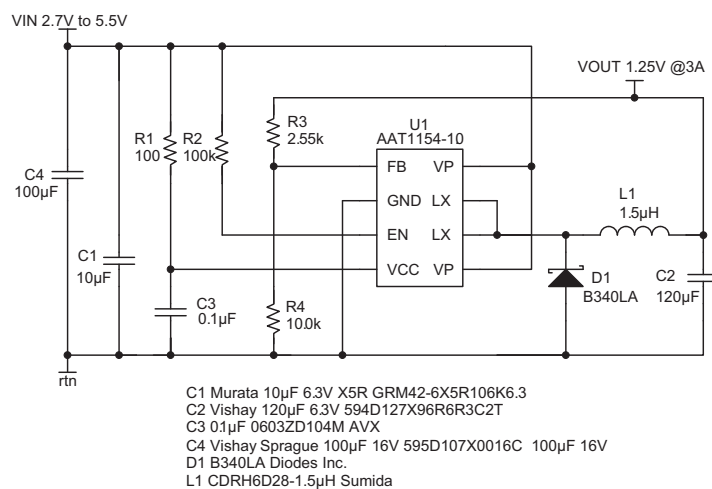 VIN 2.7V to 5.5V
VOUT 1.25V @3A
U1
AAT1154-10
R1
100
R2
100k
R3
2.55k
FB
VP
GND
LX
EN
LX
VCC
VP
C4
100µF
C1
10µF
C3
0.1µF
R4
10.0k
L1
1.5µH
D1
B340LA
C2
120µF
rtn
C1 Murata 10µF 6.3V X5R GRM42-6X5R106K6.3
C2 Vishay 120µF 6.3V 594D127X96R6R3C2T
C3 0.1µF 0603ZD104M AVX
C4 Vishay Sprague 100µF 16V 595D107X0016C 100µF 16V
D1 B340LA Diodes Inc.
L1 CDRH6D28-1.5µH Sumida